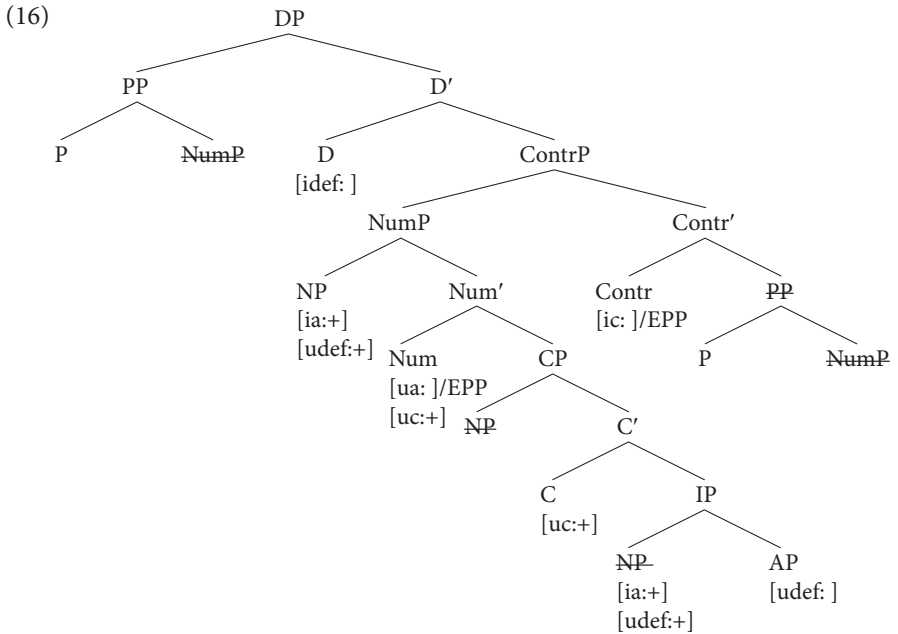 (16) DP
PP D′
P NumP D ContrP
[idef: ]
NumP Contr′
NP Num′ Contr PP
[ia:+] [ic: ]/EPP
[udef:+] Num CP P NumP
[ua: ]/EPP
[uc:+] NP C′
C IP
[uc:+]
NP AP
[ia:+] [udef: ]
[udef:+]